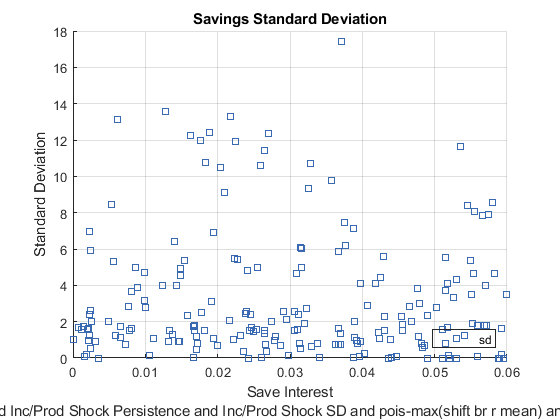 Savings Standard Deviation
18
16
14
12
10
8
6
4
2
0
Standard Deviation
sd
0 0.01 0.02 0.03 0.04 0.05 0.06
Save Interest
d Inc/Prod Shock Persistence and Inc/Prod Shock SD and pois-max(shift br r mean) an